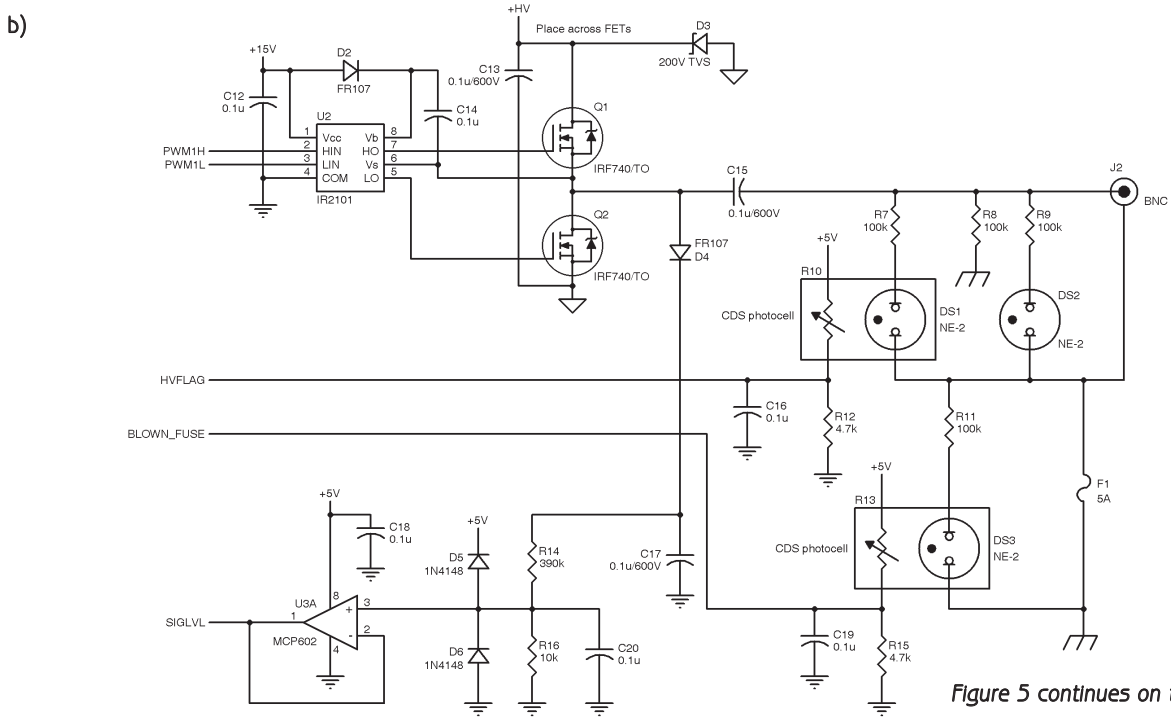 b)
+HV
Place across FETs
D3
200V TVS
+15V
D2
FR107
C13
0.1u/600V
C12
0.1u
C14
0.1u
U2
Q1
1 Vcc Vb 8
PWM1H 2 HIN HO 7
PWM1L 3 LIN Vs 6
4 COM LO 5
IR2101
IRF740/TO
C15
0.1u/600V
J2
BNC
Q2
IRF740/TO
FR107
D4
R7
100k
R8
100k
R9
100k
+5V
R10
CDS photocell
DS1
NE-2
DS2
NE-2
HVFLAG
C16
0.1u
R12
4.7k
R11
100k
BLOWN_FUSE
+5V
R13
F1
5A
CDS photocell
DS3
NE-2
+5V
C18
0.1u
+5V
D5
1N4148
R14
390k
C17
0.1u/600V
U3A
8
3
+
SIGLVL
1
MCP602
-
2
4
D6
1N4148
R16
10k
C20
0.1u
C19
0.1u
R15
4.7k
Figure 5 continues on